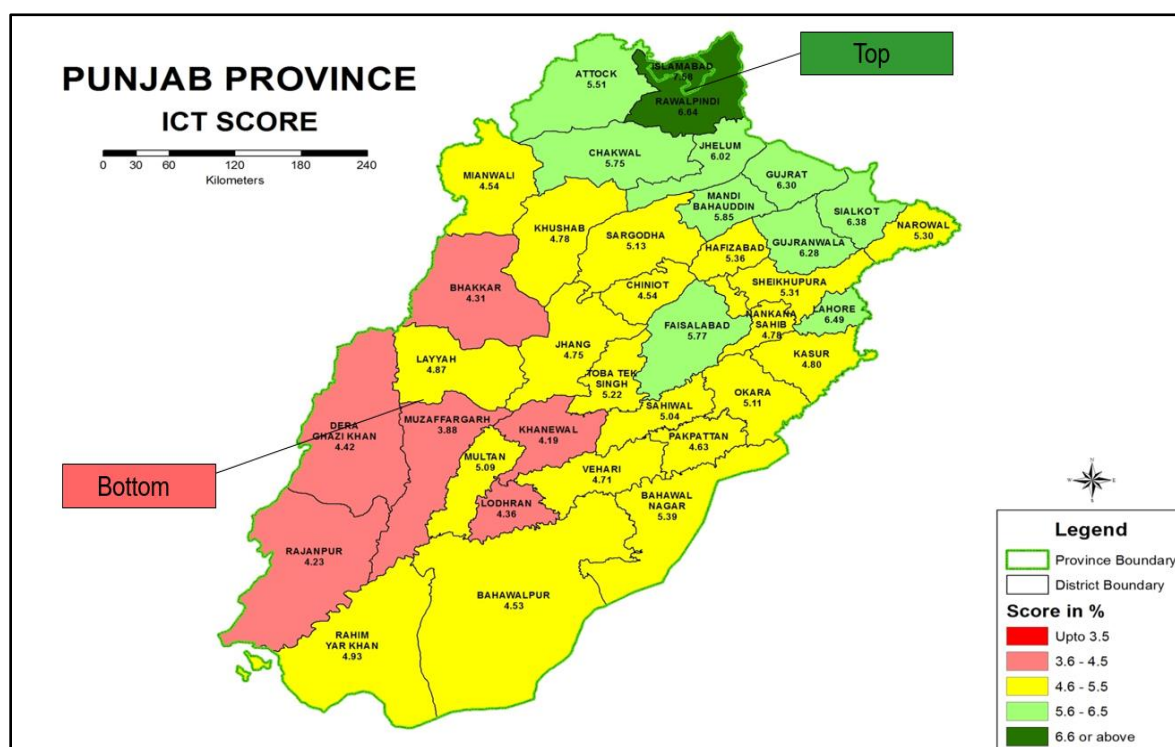 PUNJAB PROVINCE
ICT SCORE
0 30 60 120 180 240
Kilometers
Top
Bottom
ISLAMABAD
7.58
RAWALPINDI
6.64
ATTOCK
5.51
CHAKWAL
5.75
JHELUM
6.02
GUJRAT
6.30
MIANWALI
4.54
MANDI
BAHAUDDIN
5.85
SIALKOT
6.38
NAROWAL
5.30
KHUSHAB
4.78
SARGODHA
5.13
HAFIZABAD
5.36
GUJRANWALA
6.28
SHEIKHUPURA
5.31
BHAKKAR
4.31
CHINIOT
4.54
LAHORE
6.49
NANKANA
SAHIB
4.78
FAISALABAD
5.77
JHANG
4.75
LAYYAH
4.87
KASUR
4.80
TOBA TEK
SINGH
5.22
OKARA
5.11
SAHIWAL
5.04
DERA
GHAZI KHAN
4.42
MUZAFFARGARH
3.88
KHANEWAL
4.19
PAKPATTAN
4.63
MULTAN
5.09
VEHARI
4.71
LODHRAN
4.36
BAHAWAL
NAGAR
5.39
RAJANPUR
4.23
BAHAWALPUR
4.53
RAHIM
YAR KHAN
4.93
Legend
Province Boundary
District Boundary
Score in %
Upto 3.5
3.6 - 4.5
4.6 - 5.5
5.6 - 6.5
6.6 or above